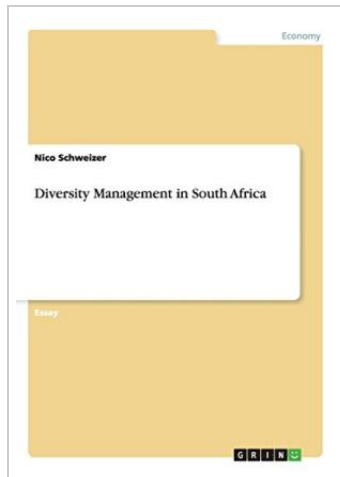 Economy
Nico Schweizer
Diversity Management in South Africa
Essay
GRIN